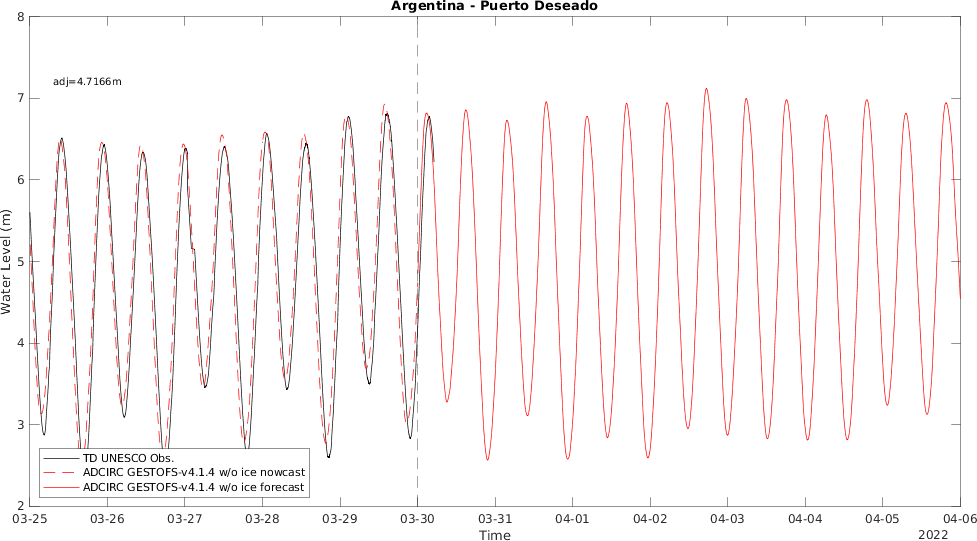 Argentina - Puerto Deseado
8
7
6
5
4
3
2
Water Level (m)
adj=4.7166m
TD UNESCO Obs.
ADCIRC GESTOFS-v4.1.4 w/o ice nowcast
ADCIRC GESTOFS-v4.1.4 w/o ice forecast
03-25 03-26 03-27 03-28 03-29 03-30 03-31 04-01 04-02 04-03 04-04 04-05 04-06
Time
2022